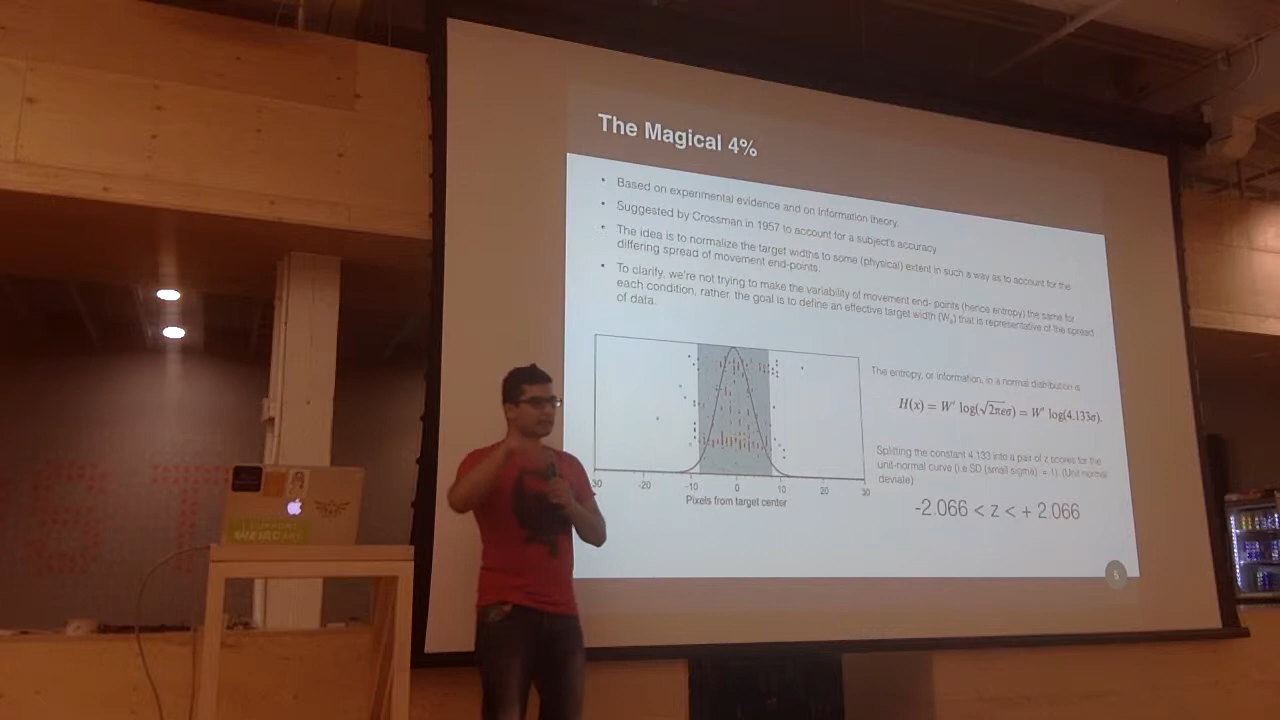 The Magical 4%
• Based on experimental evidence and on Information theory.
• Suggested by Crossman in 1957 to account for a subject's accuracy
• The idea is to normalize the target widths to some (physical) extent in such a way as to account for the
differing spread of movement end-points.
• To clarify, we're not trying to make the variability of movement end- points (hence entropy) the same for
each condition, rather, the goal is to define an effective target width (Wₑ) that is representative of the spread
of data.
The entropy, or information, in a normal distribution is
H(x) = W' log(√2πeσ) = W' log(4.133σ).
Splitting the constant 4.133 into a pair of z scores for the
unit-normal curve (i.e SD (small sigma) = 1). (Unit normal
deviate)
-2.066 < z < + 2.066
30 -20 -10 0 10 20 30
Pixels from target center
5
I SUPPORT